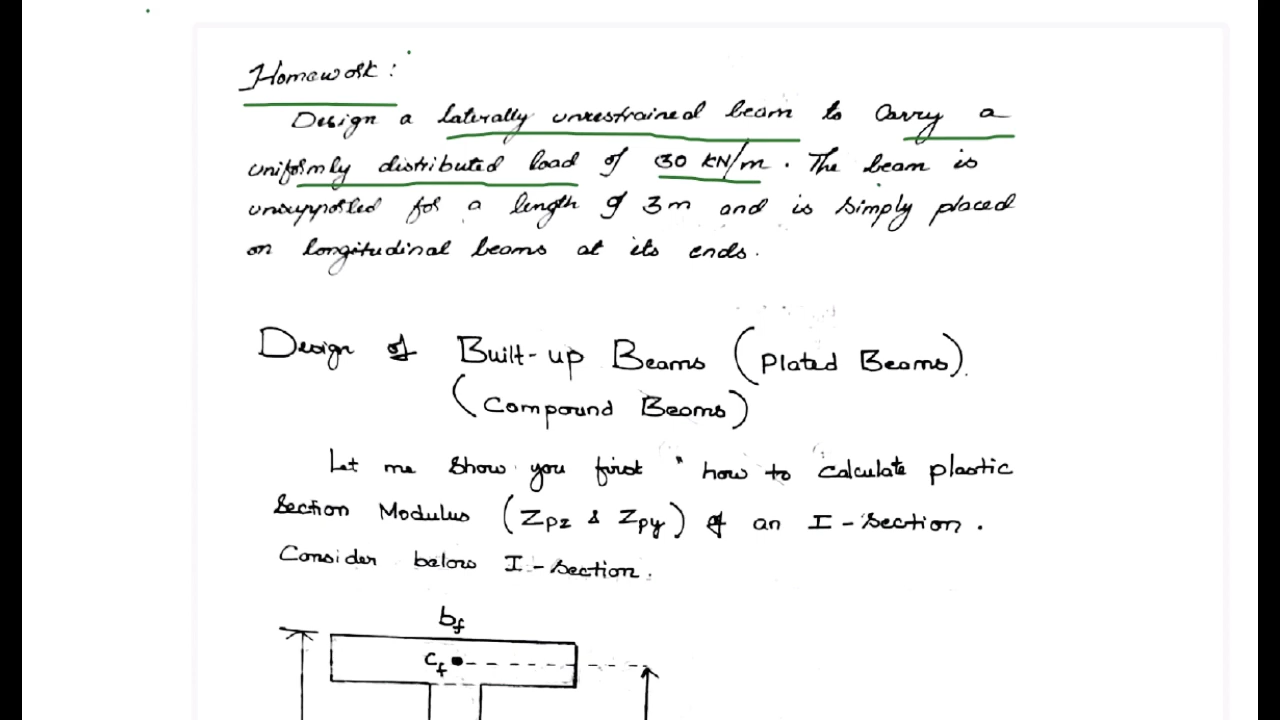 Homework :
Design a laterally unrestrained beam to carry a
uniformly distributed load of 30 kN/m. The beam is
unsupported for a length of 3m and is simply placed
on longitudinal beams at its ends.
Design of Built-up Beams (Plated Beams).
(Compound Beams)
Let me show you first how to calculate plastic
Section Modulus (Zpz & Zpy) of an I-section.
Consider below I-section.
bf
Cf